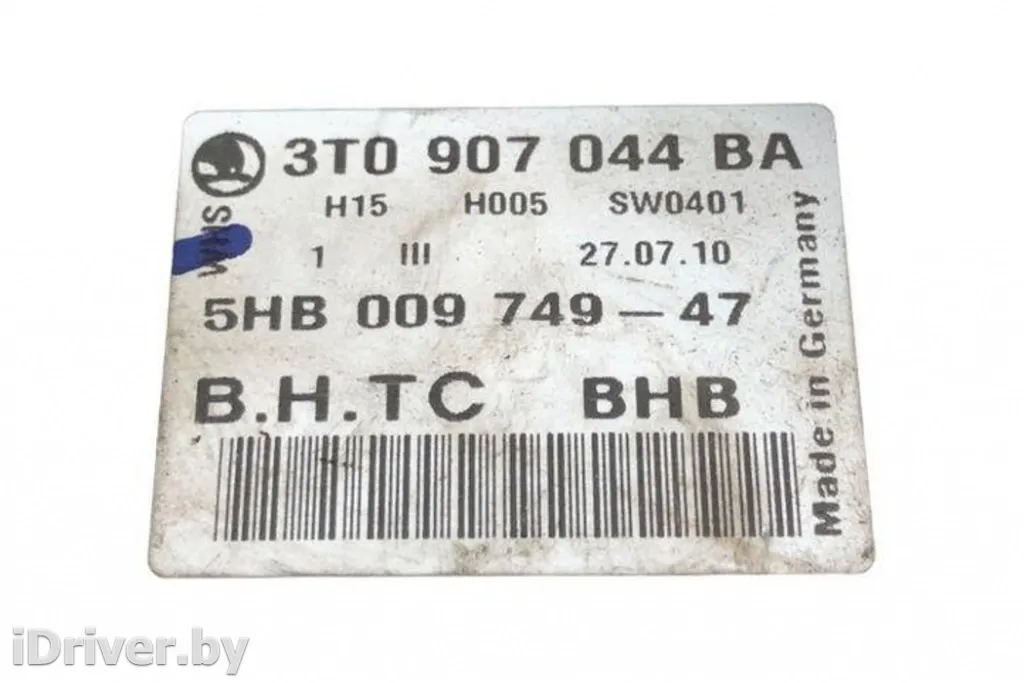 3T0 907 044 BA
H15 H005 SW0401
WHS
1 III 27.07.10
5HB 009 749-47
B.H.TC BHB
Made in Germany
iDriver.by